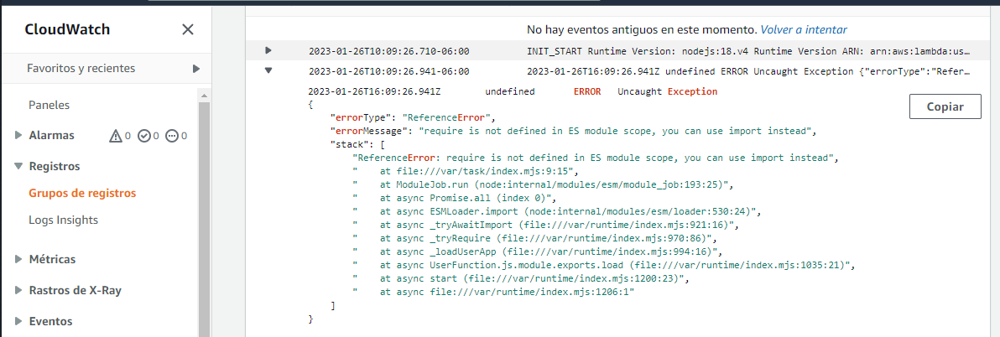 CloudWatch
Favoritos y recientes
Paneles
Alarmas 0 0 0
Registros
Grupos de registros
Logs Insights
Métricas
Rastros de X-Ray
Eventos
No hay eventos antiguos en este momento. Volver a intentar
2023-01-26T10:09:26.710-06:00 INIT_START Runtime Version: nodejs:18.v4 Runtime Version ARN: arn:aws:lambda:us…
2023-01-26T10:09:26.941-06:00 2023-01-26T16:09:26.941Z undefined ERROR Uncaught Exception {"errorType":"Refer…
2023-01-26T16:09:26.941Z undefined ERROR Uncaught Exception
Copiar
{
"errorType": "ReferenceError",
"errorMessage": "require is not defined in ES module scope, you can use import instead",
"stack": [
"ReferenceError: require is not defined in ES module scope, you can use import instead",
" at file:///var/task/index.mjs:9:15",
" at ModuleJob.run (node:internal/modules/esm/module_job:193:25)",
" at async Promise.all (index 0)",
" at async ESMLoader.import (node:internal/modules/esm/loader:530:24)",
" at async _tryAwaitImport (file:///var/runtime/index.mjs:921:16)",
" at async _tryRequire (file:///var/runtime/index.mjs:970:86)",
" at async _loadUserApp (file:///var/runtime/index.mjs:994:16)",
" at async UserFunction.js.module.exports.load (file:///var/runtime/index.mjs:1035:21)",
" at async start (file:///var/runtime/index.mjs:1200:23)",
" at async file:///var/runtime/index.mjs:1206:1"
]
}